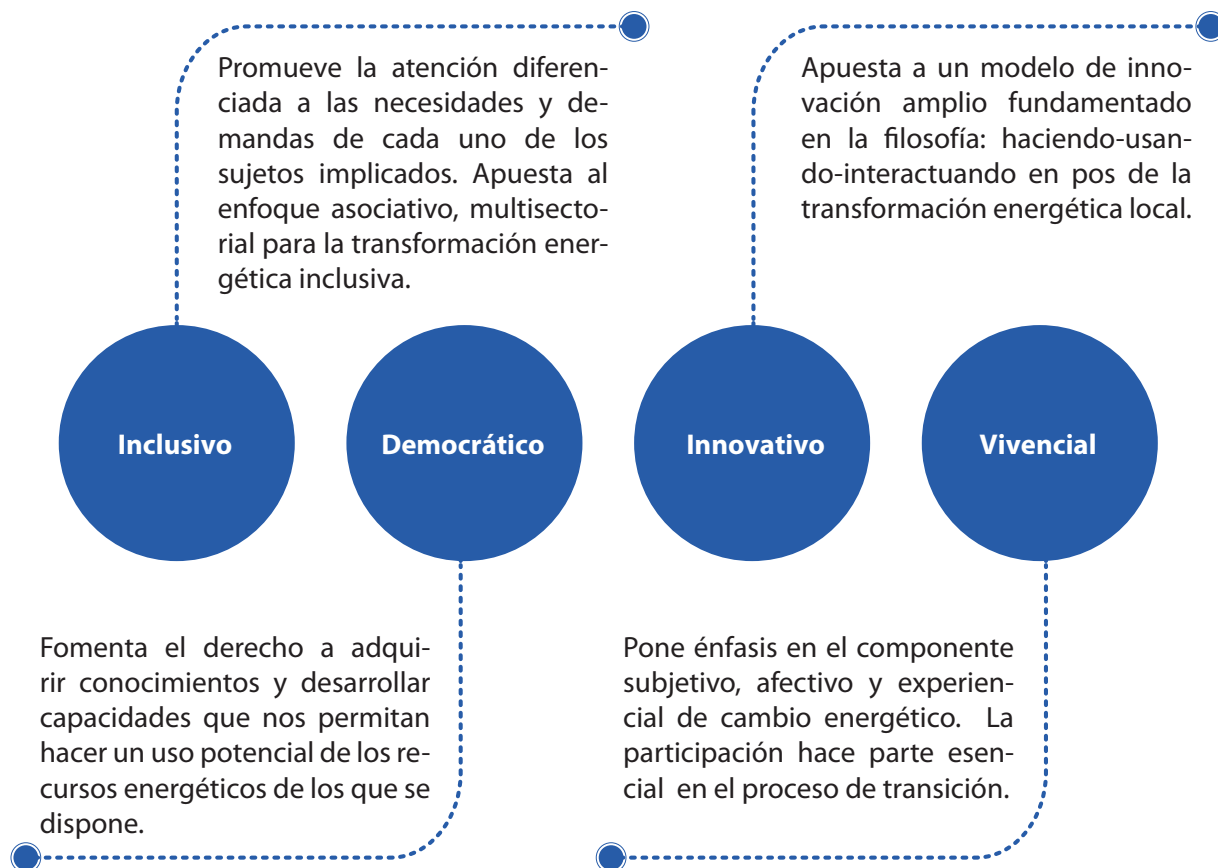 Promueve la atención diferen-
ciada a las necesidades y de-
mandas de cada uno de los
sujetos implicados. Apuesta al
enfoque asociativo, multisecto-
rial para la transformación ener-
gética inclusiva.
Apuesta a un modelo de inno-
vación amplio fundamentado
en la filosofía: haciendo-usan-
do-interactuando en pos de la
transformación energética local.
Inclusivo
Democrático
Innovativo
Vivencial
Fomenta el derecho a adqui-
rir conocimientos y desarrollar
capacidades que nos permitan
hacer un uso potencial de los re-
cursos energéticos de los que se
dispone.
Pone énfasis en el componente
subjetivo, afectivo y experien-
cial de cambio energético. La
participación hace parte esen-
cial en el proceso de transición.